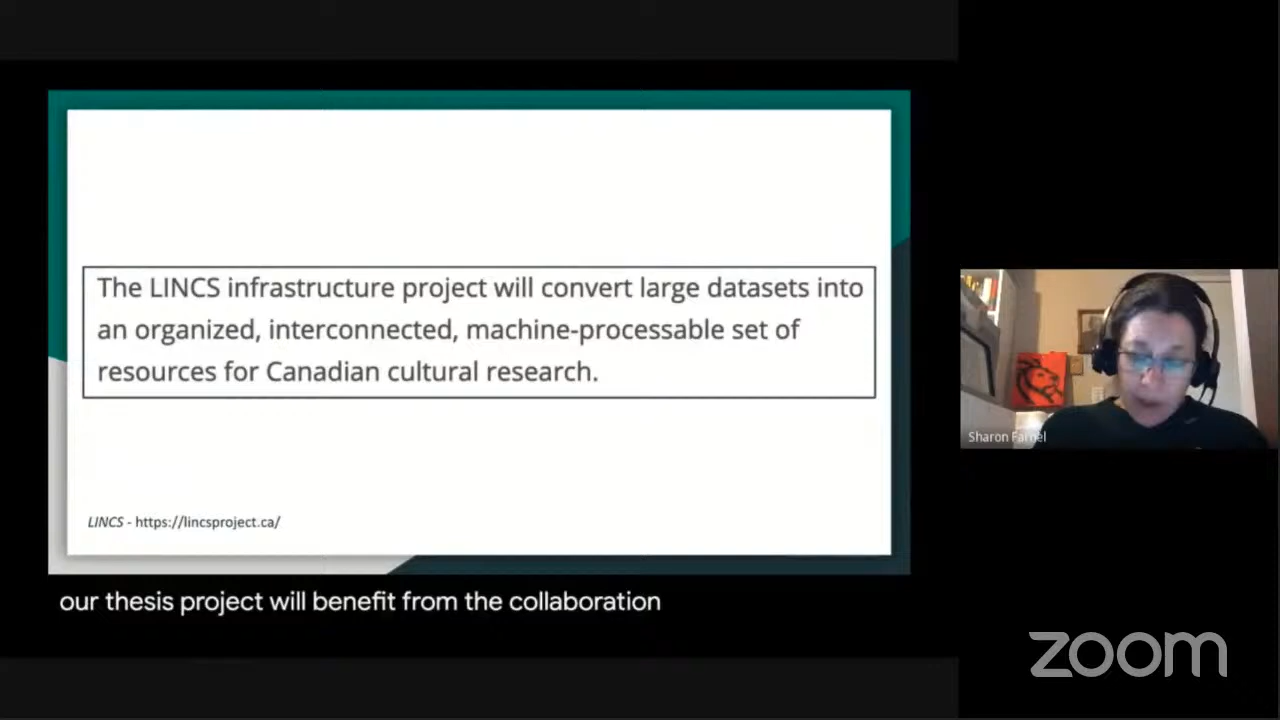 The LINCS infrastructure project will convert large datasets into
an organized, interconnected, machine-processable set of
resources for Canadian cultural research.
LINCS - https://lincsproject.ca/
our thesis project will benefit from the collaboration
Sharon Farnel
zoom